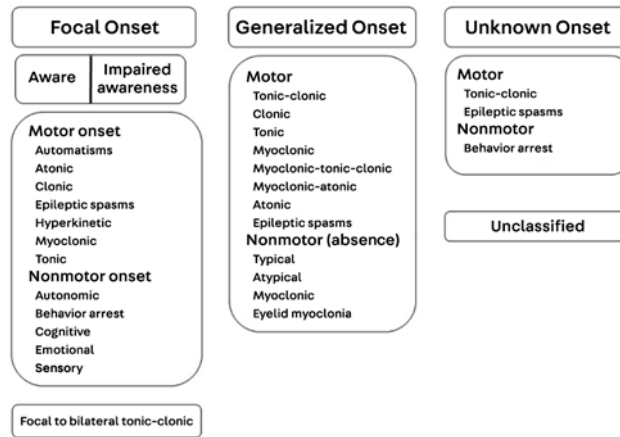 Focal Onset
Aware
Impaired
awareness
Motor onset
Automatisms
Atonic
Clonic
Epileptic spasms
Hyperkinetic
Myoclonic
Tonic
Nonmotor onset
Autonomic
Behavior arrest
Cognitive
Emotional
Sensory
Focal to bilateral tonic-clonic
Generalized Onset
Motor
Tonic-clonic
Clonic
Tonic
Myoclonic
Myoclonic-tonic-clonic
Myoclonic-atonic
Atonic
Epileptic spasms
Nonmotor (absence)
Typical
Atypical
Myoclonic
Eyelid myoclonia
Unknown Onset
Motor
Tonic-clonic
Epileptic spasms
Nonmotor
Behavior arrest
Unclassified